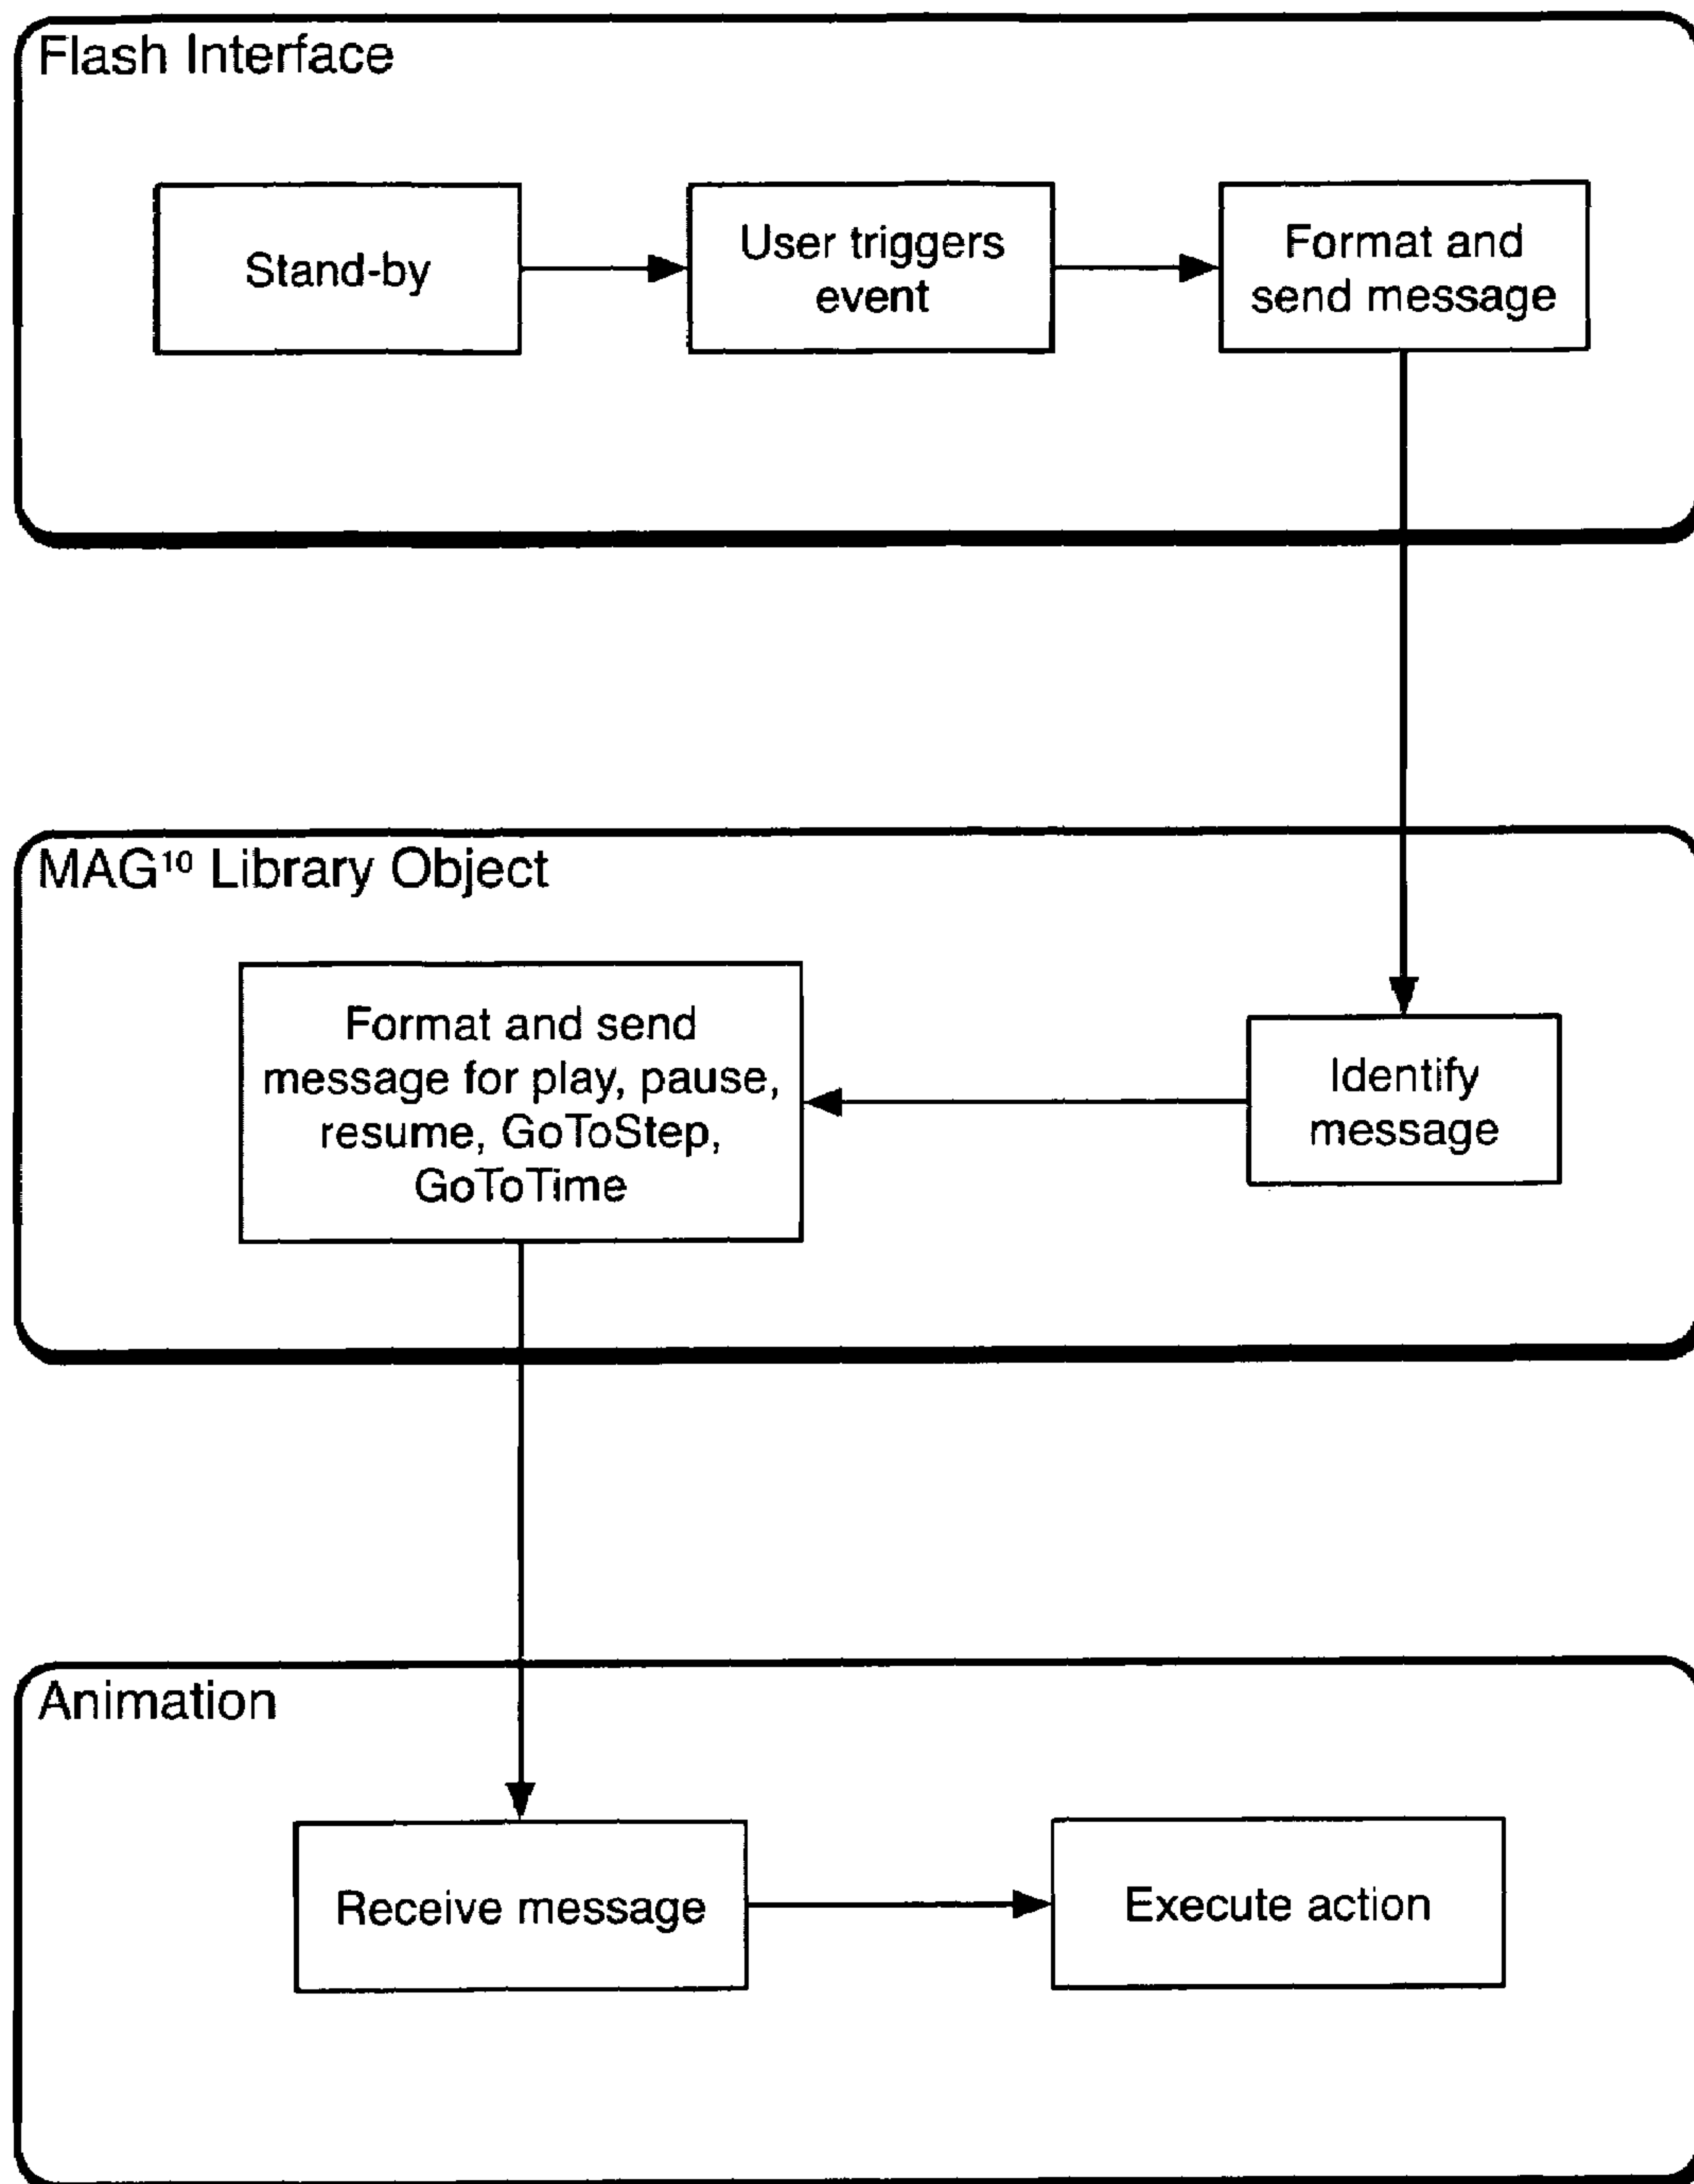 Flash Interface
Stand-by
User triggers
event
Format and
send message
MAG¹⁰ Library Object
Format and send
message for play, pause,
resume, GoToStep,
GoToTime
Identify
message
Animation
Receive message
Execute action